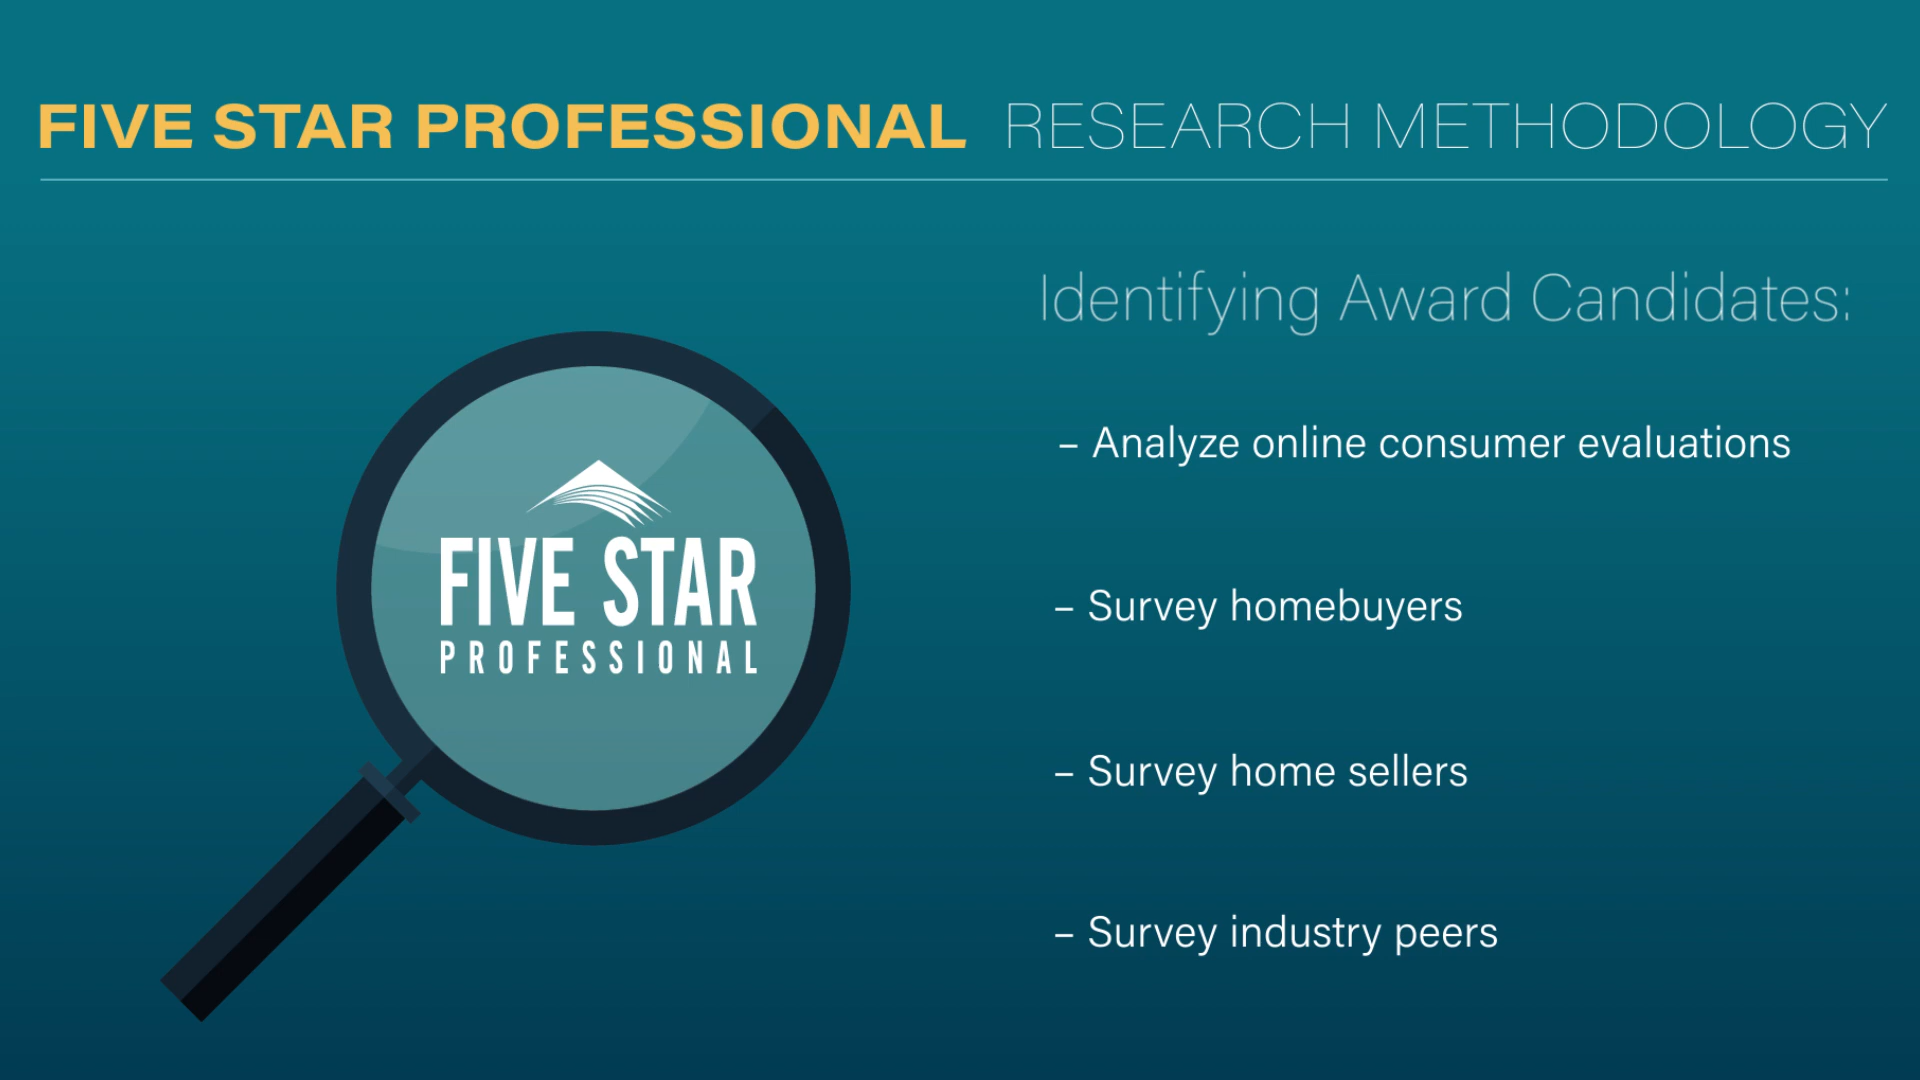 FIVE STAR PROFESSIONAL RESEARCH METHODOLOGY
FIVE STAR
PROFESSIONAL
Identifying Award Candidates:
– Analyze online consumer evaluations
– Survey homebuyers
– Survey home sellers
– Survey industry peers